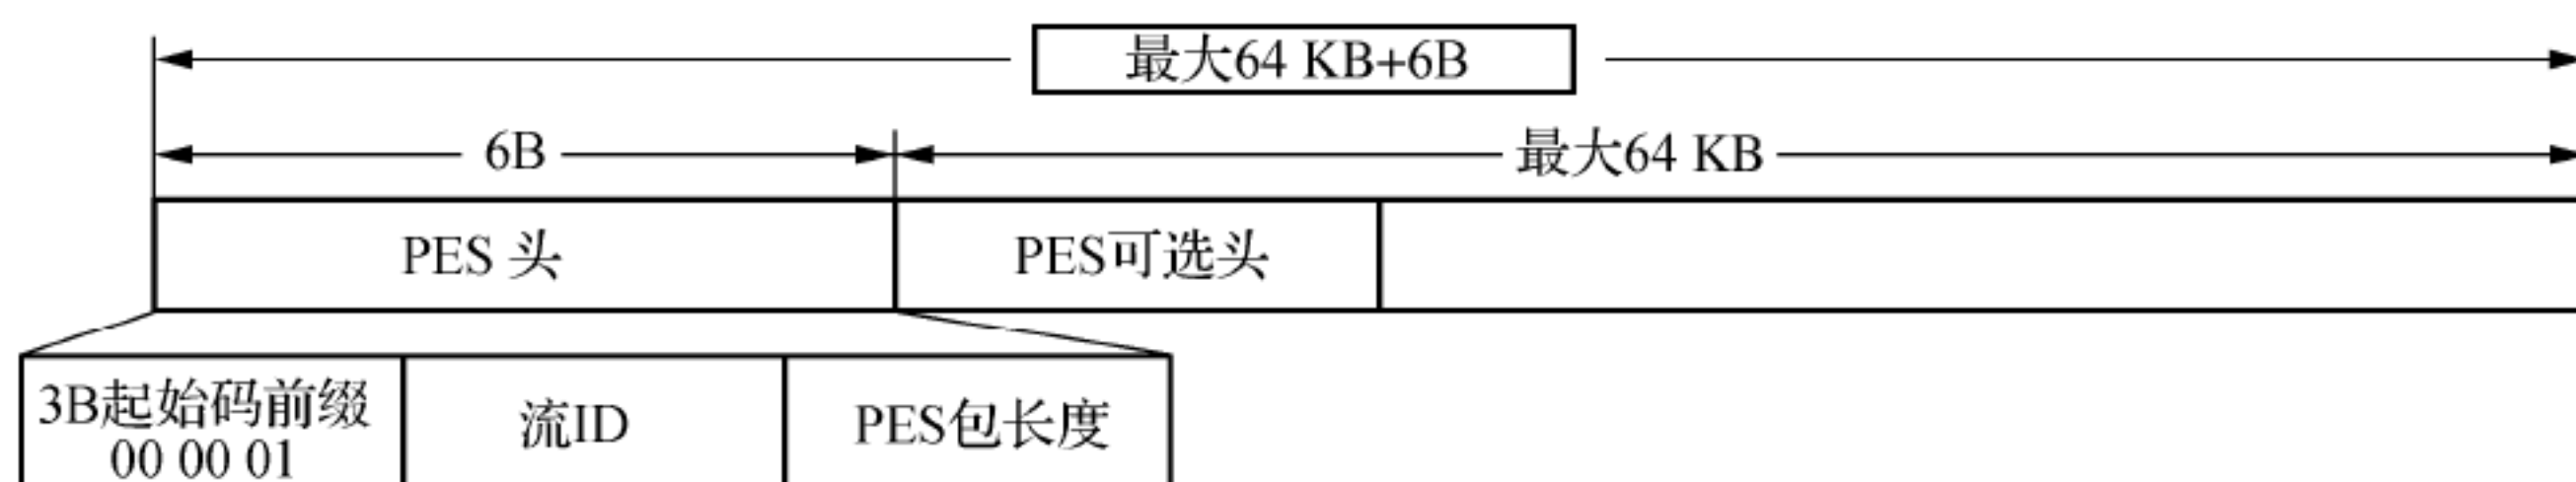 最大64 KB+6B
6B
最大64 KB
PES 头
PES可选头
3B起始码前缀
00 00 01
流ID
PES包长度